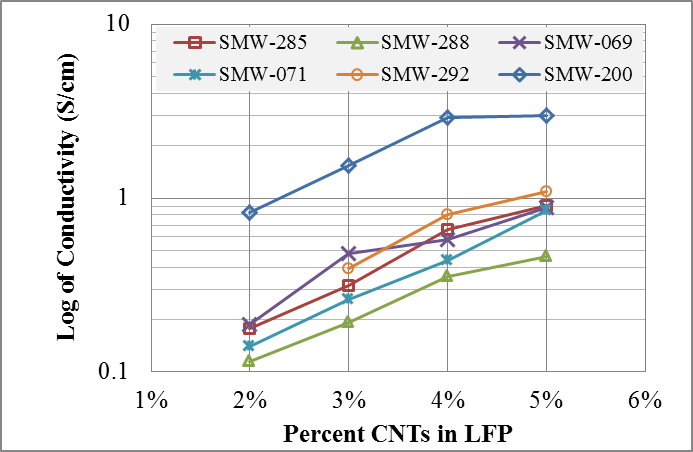 10
SMW-285 SMW-288 SMW-069
SMW-071 SMW-292 SMW-200
Log of Conductivity (S/cm)
1
0.1
1% 2% 3% 4% 5% 6%
Percent CNTs in LFP